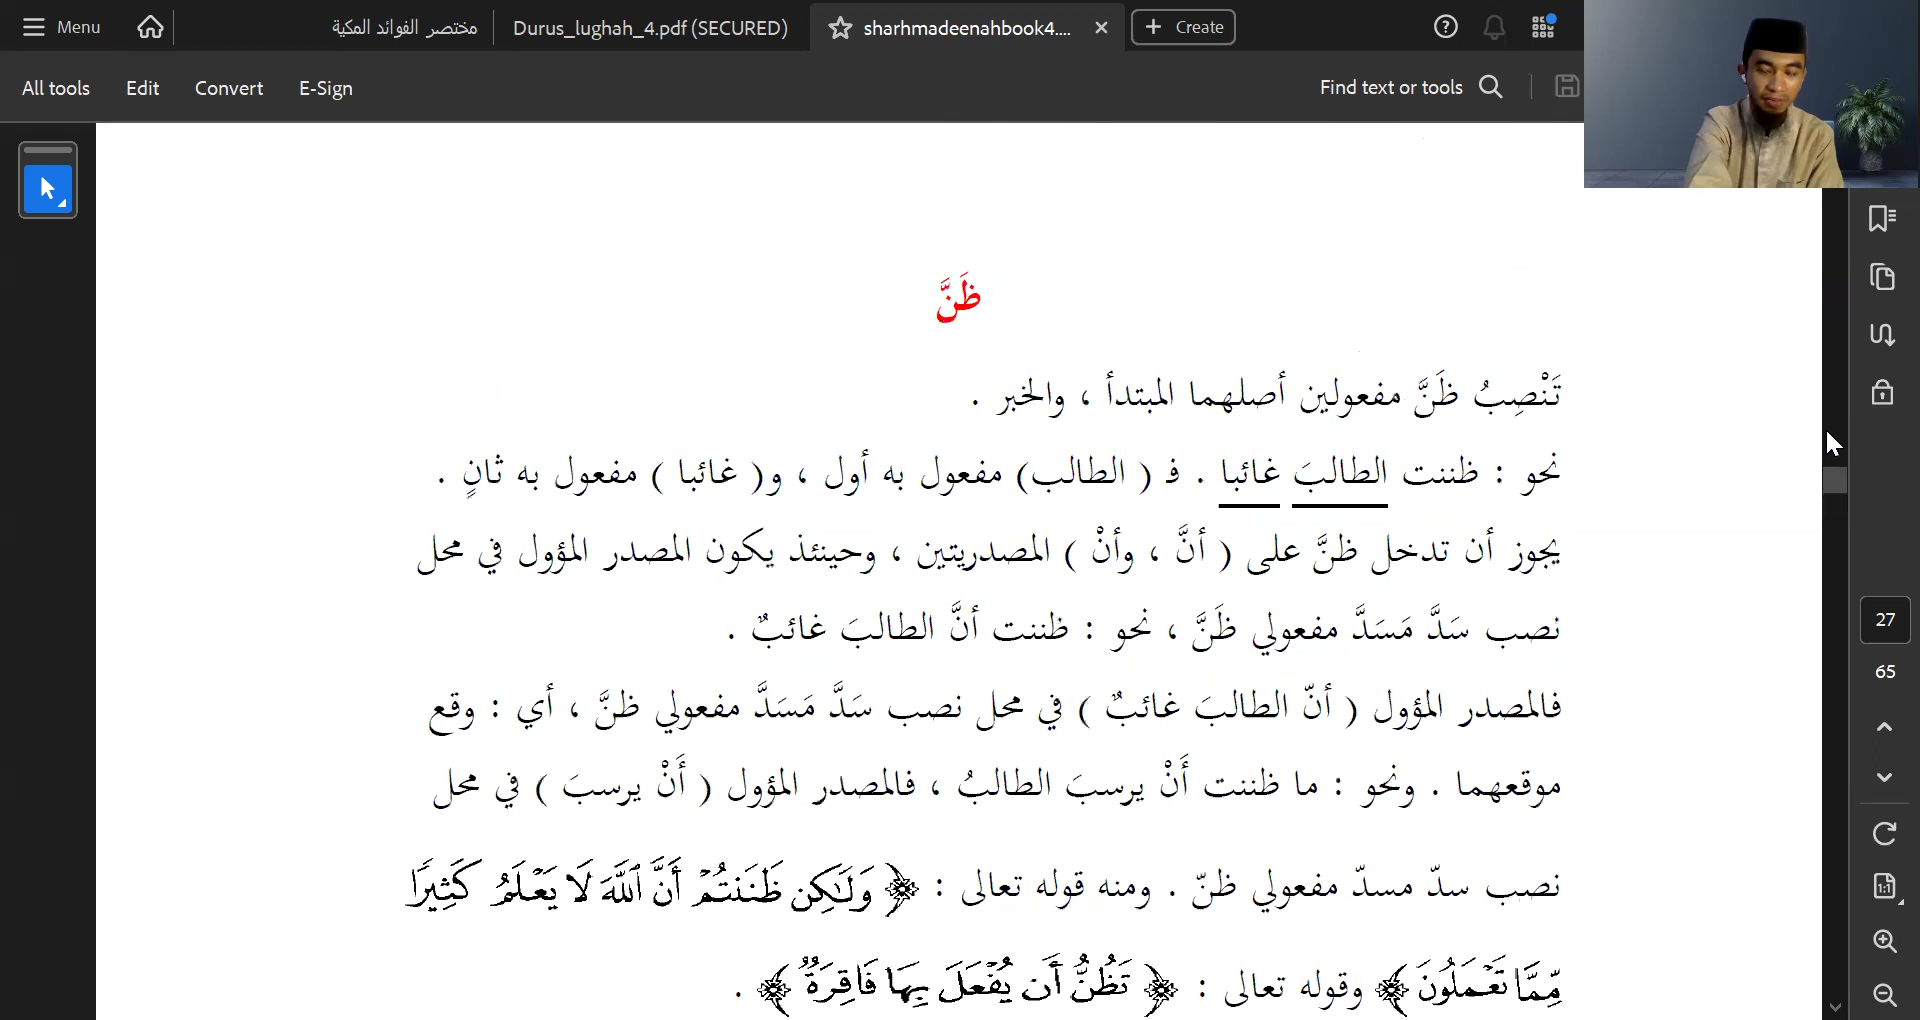 Menu
مختصر الفوائد المكية
Durus_lughah_4.pdf (SECURED)
sharhmadeenahbook4....
Create
All tools
Edit
Convert
E-Sign
Find text or tools
ظَنَّ
تَنْصِبُ ظَنَّ مفعولين أصلهما المبتدأ ، والخبر .
نحو : ظننت الطالبَ غائبا . فـ ( الطالب) مفعول به أول ، و( غائبا ) مفعول به ثانٍ .
يجوز أن تدخل ظنَّ على ( أنَّ ، وأنْ ) المصدريتين ، وحينئذ يكون المصدر المؤول في محل
نصب سَدَّ مَسَدَّ مفعولي ظَنَّ ، نحو : ظننت أنَّ الطالبَ غائبٌ .
فالمصدر المؤول ( أنّ الطالبَ غائبٌ ) في محل نصب سَدَّ مَسَدَّ مفعولي ظنَّ ، أي : وقع
موقعهما . ونحو : ما ظننت أَنْ يرسبَ الطالبُ ، فالمصدر المؤول ( أَنْ يرسبَ ) في محل
نصب سدّ مسدّ مفعولي ظنّ . ومنه قوله تعالى : ﴿ وَلَـٰكِن ظَنَنتُمْ أَنَّ ٱللَّهَ لَا يَعْلَمُ كَثِيرًا
مِّمَّا تَعْمَلُونَ ﴾ وقوله تعالى : ﴿ تَظُنُّ أَن يُفْعَلَ بِهَا فَاقِرَةٌ ﴾ .
27
65
1:1